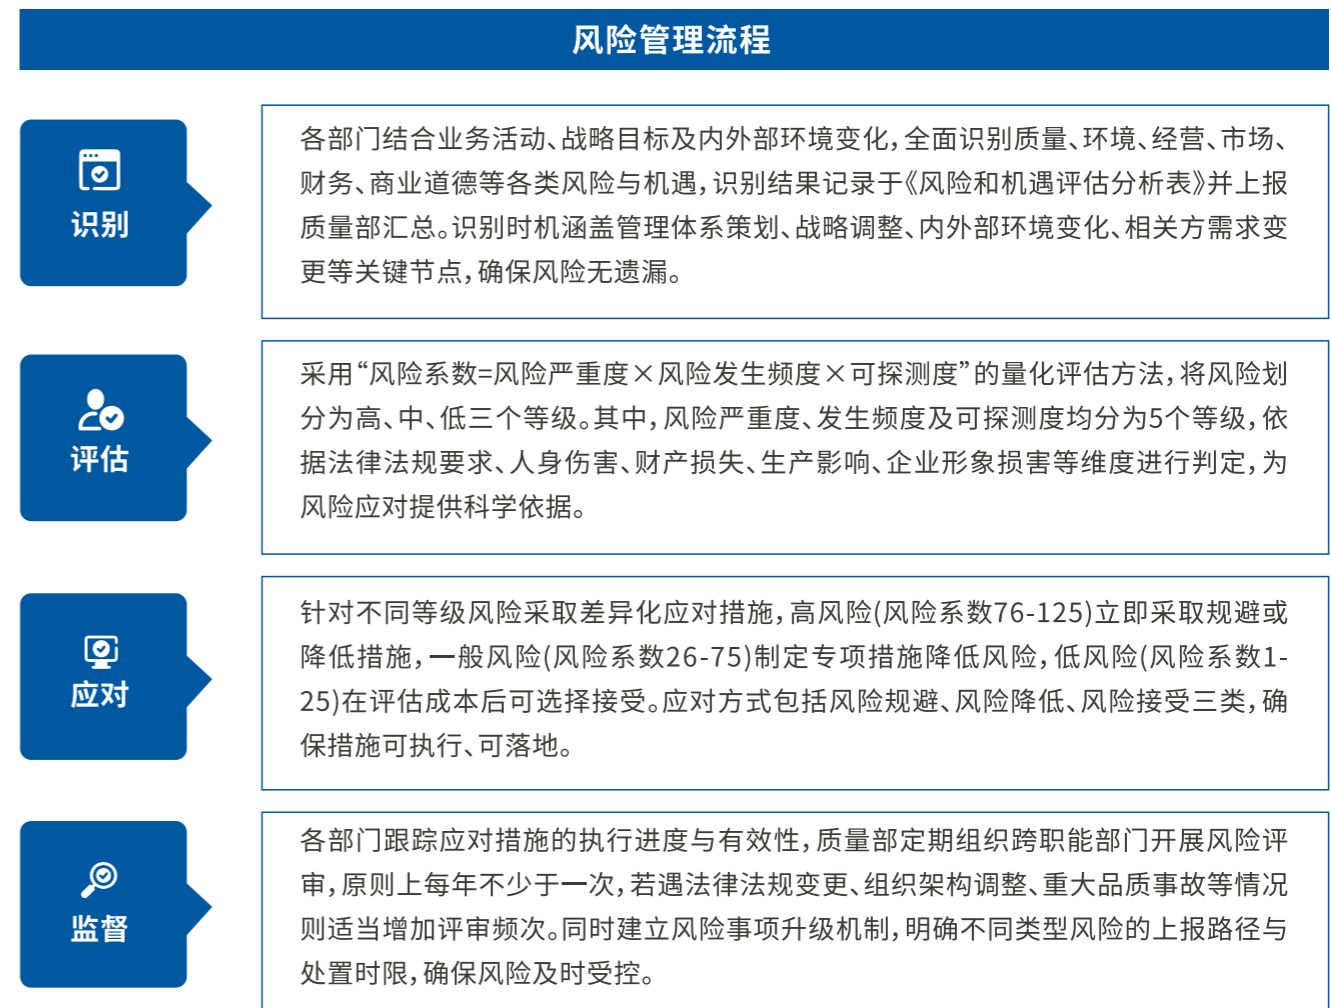 风险管理流程
识别
各部门结合业务活动、战略目标及内外部环境变化，全面识别质量、环境、经营、市场、
财务、商业道德等各类风险与机遇，识别结果记录于《风险和机遇评估分析表》并上报
质量部汇总。识别时机涵盖管理体系策划、战略调整、内外部环境变化、相关方需求变
更等关键节点，确保风险无遗漏。
评估
采用“风险系数=风险严重度×风险发生频度×可探测度”的量化评估方法，将风险划
分为高、中、低三个等级。其中，风险严重度、发生频度及可探测度均分为5个等级，依
据法律法规要求、人身伤害、财产损失、生产影响、企业形象损害等维度进行判定，为
风险应对提供科学依据。
应对
针对不同等级风险采取差异化应对措施，高风险(风险系数76-125)立即采取规避或
降低措施，一般风险(风险系数26-75)制定专项措施降低风险，低风险(风险系数1-
25)在评估成本后可选择接受。应对方式包括风险规避、风险降低、风险接受三类，确
保措施可执行、可落地。
监督
各部门跟踪应对措施的执行进度与有效性，质量部定期组织跨职能部门开展风险评
审，原则上每年不少于一次，若遇法律法规变更、组织架构调整、重大品质事故等情况
则适当增加评审频次。同时建立风险事项升级机制，明确不同类型风险的上报路径与
处置时限，确保风险及时受控。